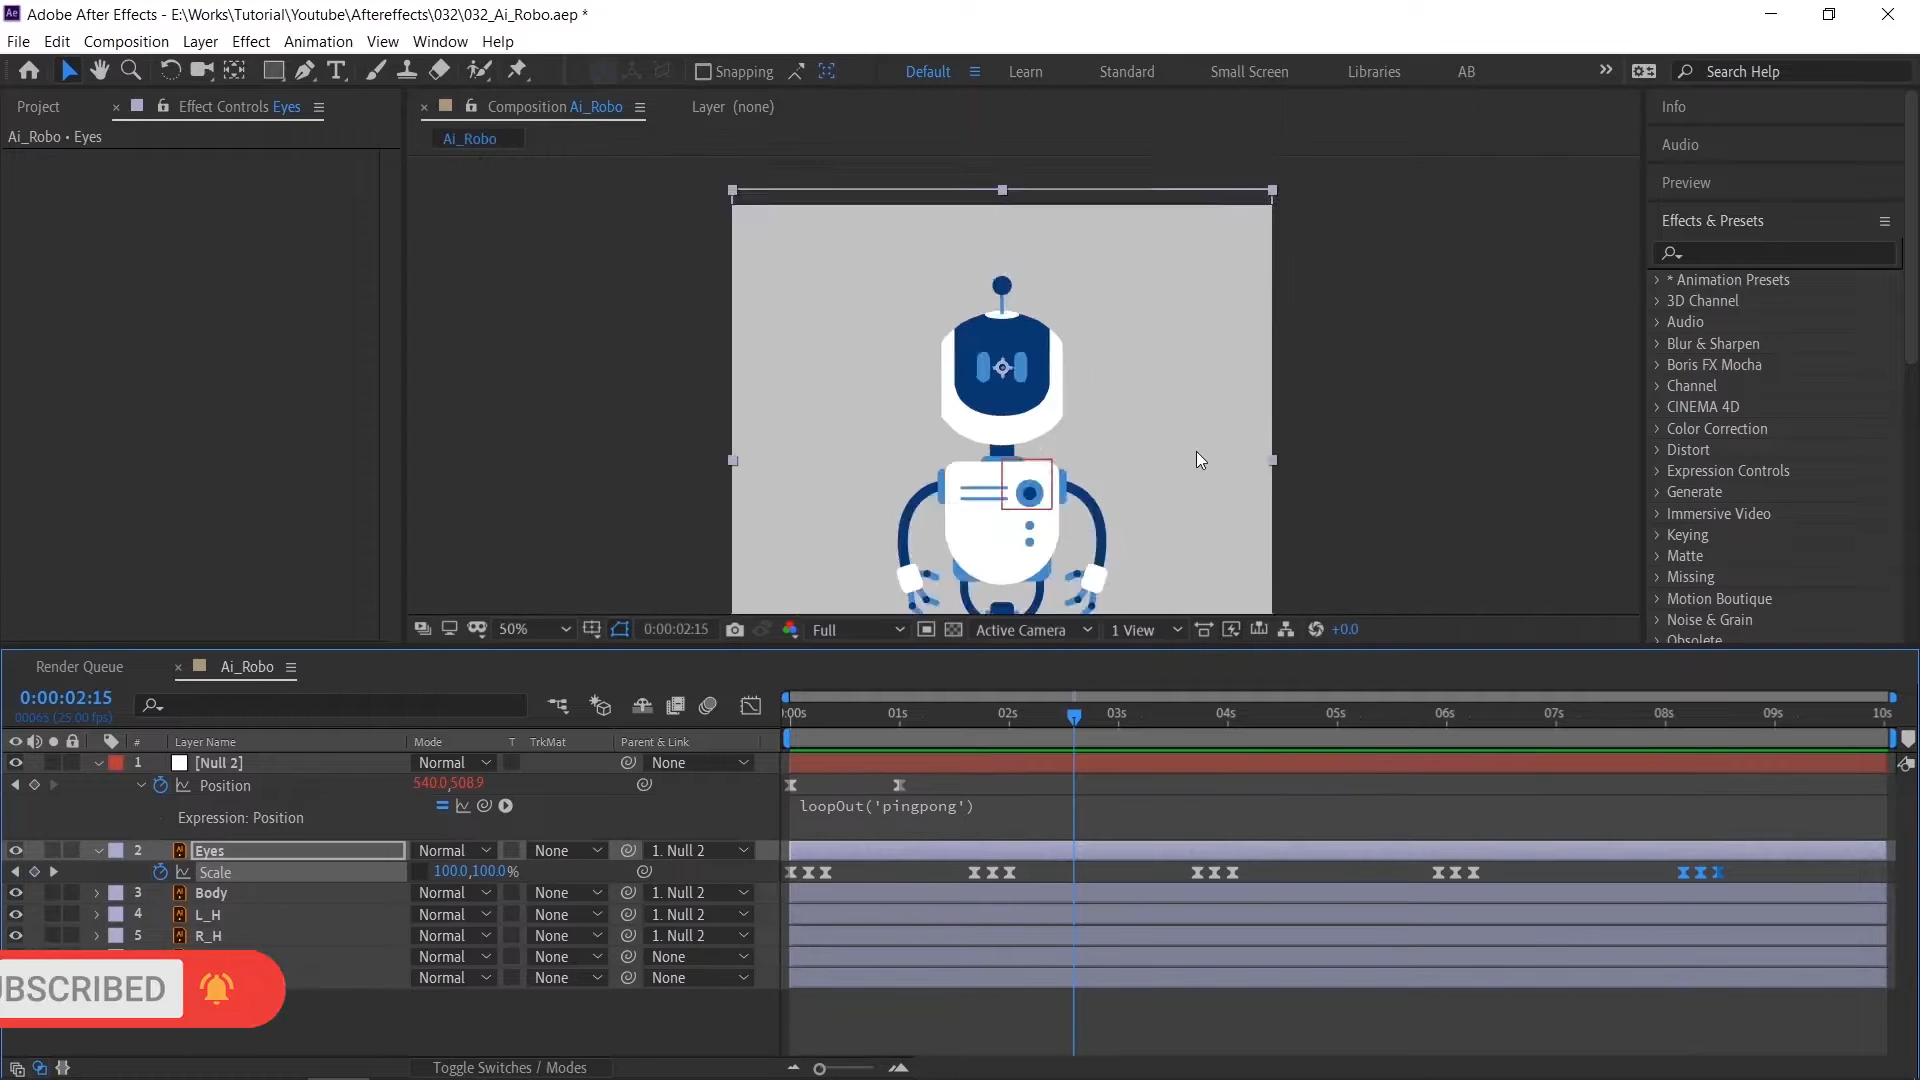 Adobe After Effects - E:\Works\Tutorial\Youtube\Aftereffects\032\032_Ai_Robo.aep *
File Edit Composition Layer Effect Animation View Window Help
Snapping Default Learn Standard Small Screen Libraries AB Search Help
Project Effect Controls Eyes Composition Ai_Robo Layer (none) Info
Ai_Robo • Eyes Ai_Robo
Audio
Preview
Effects & Presets
* Animation Presets
3D Channel
Audio
Blur & Sharpen
Boris FX Mocha
Channel
CINEMA 4D
Color Correction
Distort
Expression Controls
Generate
Immersive Video
Keying
Matte
Missing
Motion Boutique
Noise & Grain
Obsolete
50% 0:00:02:15 Full Active Camera 1 View +0.0
Render Queue Ai_Robo
0:00:02:15
00065 (25.00 fps)
:00s 01s 02s 03s 04s 05s 06s 07s 08s 09s 10s
# Layer Name Mode T TrkMat Parent & Link
1 [Null 2] Normal None
Position 540.0,508.9
loopOut('pingpong')
Expression: Position
2 Eyes Normal None 1. Null 2
Scale 100.0,100.0%
3 Body Normal None 1. Null 2
4 L_H Normal None 1. Null 2
5 R_H Normal None 1. Null 2
Normal None None
Normal None None
UBSCRIBED
Toggle Switches / Modes